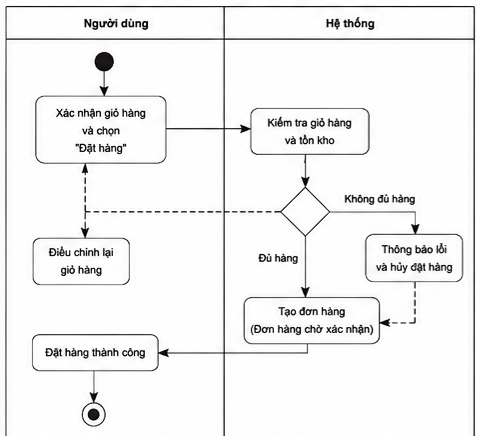 Người dùng
Hệ thống
Xác nhận giỏ hàng
và chọn
"Đặt hàng"
Kiểm tra giỏ hàng
và tồn kho
Không đủ hàng
Điều chỉnh lại
giỏ hàng
Đủ hàng
Thông báo lỗi
và hủy đặt hàng
Tạo đơn hàng
(Đơn hàng chờ xác nhận)
Đặt hàng thành công